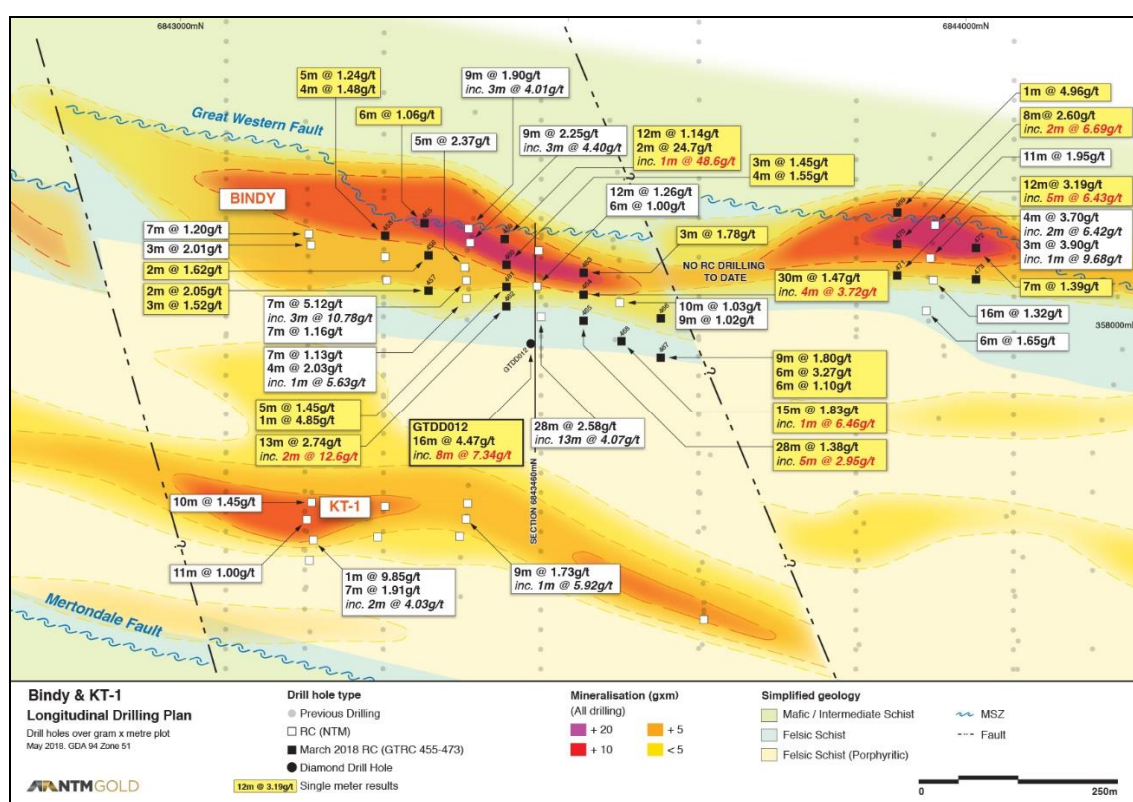 6843000mN
6844000mN
5m @ 1.24g/t
4m @ 1.48g/t
9m @ 1.90g/t
inc. 3m @ 4.01g/t
6m @ 1.06g/t
5m @ 2.37g/t
9m @ 2.25g/t
inc. 3m @ 4.40g/t
12m @ 1.14g/t
2m @ 24.7g/t
inc. 1m @ 48.6g/t
3m @ 1.45g/t
4m @ 1.55g/t
12m @ 1.26g/t
6m @ 1.00g/t
1m @ 4.96g/t
8m@ 2.60g/t
inc. 2m @ 6.69g/t
11m @ 1.95g/t
12m@ 3.19g/t
inc. 5m @ 6.43g/t
4m @ 3.70g/t
inc. 2m @ 6.42g/t
3m @ 3.90g/t
inc. 1m @ 9.68g/t
7m @ 1.39g/t
Great Western Fault
BINDY
7m @ 1.20g/t
3m @ 2.01g/t
2m @ 1.62g/t
2m @ 2.05g/t
3m @ 1.52g/t
3m @ 1.78g/t
NO RC DRILLING
TO DATE
30m @ 1.47g/t
inc. 4m @ 3.72g/t
7m @ 5.12g/t
inc. 3m @ 10.78g/t
7m @ 1.16g/t
10m @ 1.03g/t
9m @ 1.02g/t
16m @ 1.32g/t
358000m
6m @ 1.65g/t
7m @ 1.13g/t
4m @ 2.03g/t
inc. 1m @ 5.63g/t
GTDD012
9m @ 1.80g/t
6m @ 3.27g/t
6m @ 1.10g/t
5m @ 1.45g/t
1m @ 4.85g/t
13m @ 2.74g/t
inc. 2m @ 12.6g/t
GTDD012
16m @ 4.47g/t
inc. 8m @ 7.34g/t
28m @ 2.58g/t
inc. 13m @ 4.07g/t
15m @ 1.83g/t
inc. 1m @ 6.46g/t
28m @ 1.38g/t
inc. 5m @ 2.95g/t
SECTION 6843460mN
10m @ 1.45g/t
KT-1
11m @ 1.00g/t
1m @ 9.85g/t
7m @ 1.91g/t
inc. 2m @ 4.03g/t
9m @ 1.73g/t
inc. 1m @ 5.92g/t
Mertondale Fault
?
?
?
?
Bindy & KT-1
Longitudinal Drilling Plan
Drill holes over gram x metre plot
May 2018. GDA 94 Zone 51
NTMGOLD
Drill hole type
Previous Drilling
RC (NTM)
March 2018 RC (GTRC 455-473)
Diamond Drill Hole
12m @ 3.19g/t Single meter results
Mineralisation (gxm)
(All drilling)
+ 20
+ 5
+ 10
< 5
Simplified geology
Mafic / Intermediate Schist
Felsic Schist
Felsic Schist (Porphyritic)
MSZ
Fault
0
250m